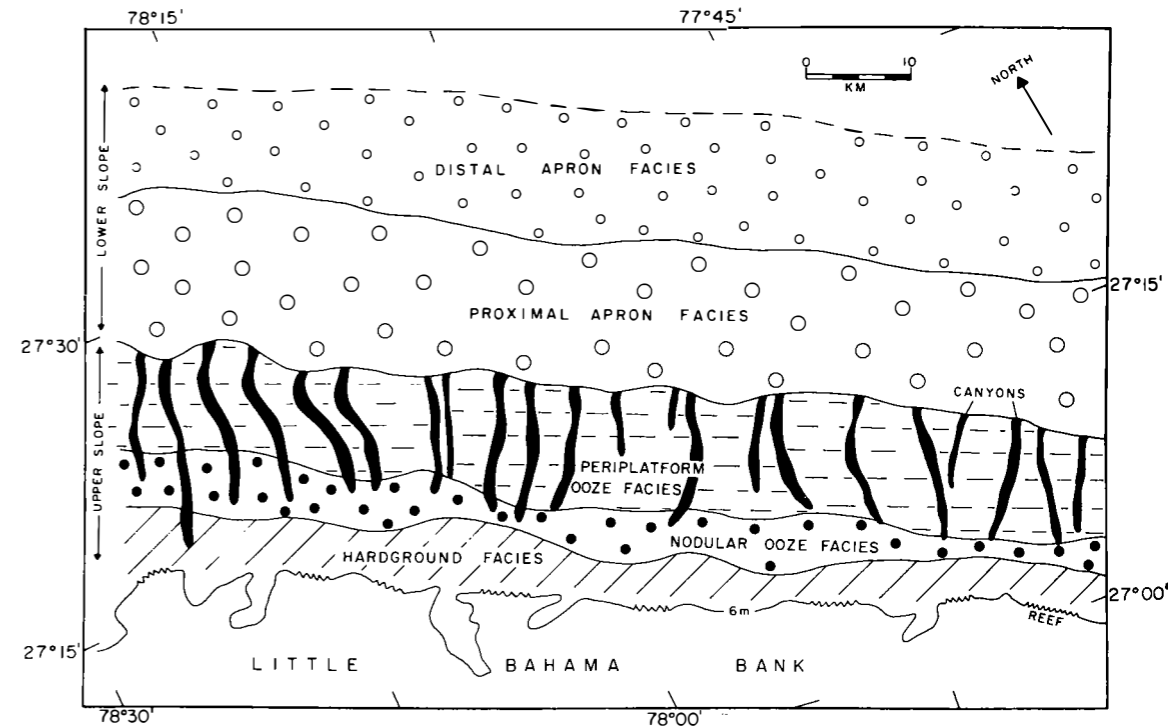 78°15'
77°45'
0 10
KM
NORTH
LOWER SLOPE
DISTAL APRON FACIES
27°15'
PROXIMAL APRON FACIES
27°30'
CANYONS
UPPER SLOPE
PERIPLATFORM
OOZE FACIES
NODULAR OOZE FACIES
HARDGROUND FACIES
27°00'
6m
REEF
27°15'
LITTLE BAHAMA BANK
78°30'
78°00'